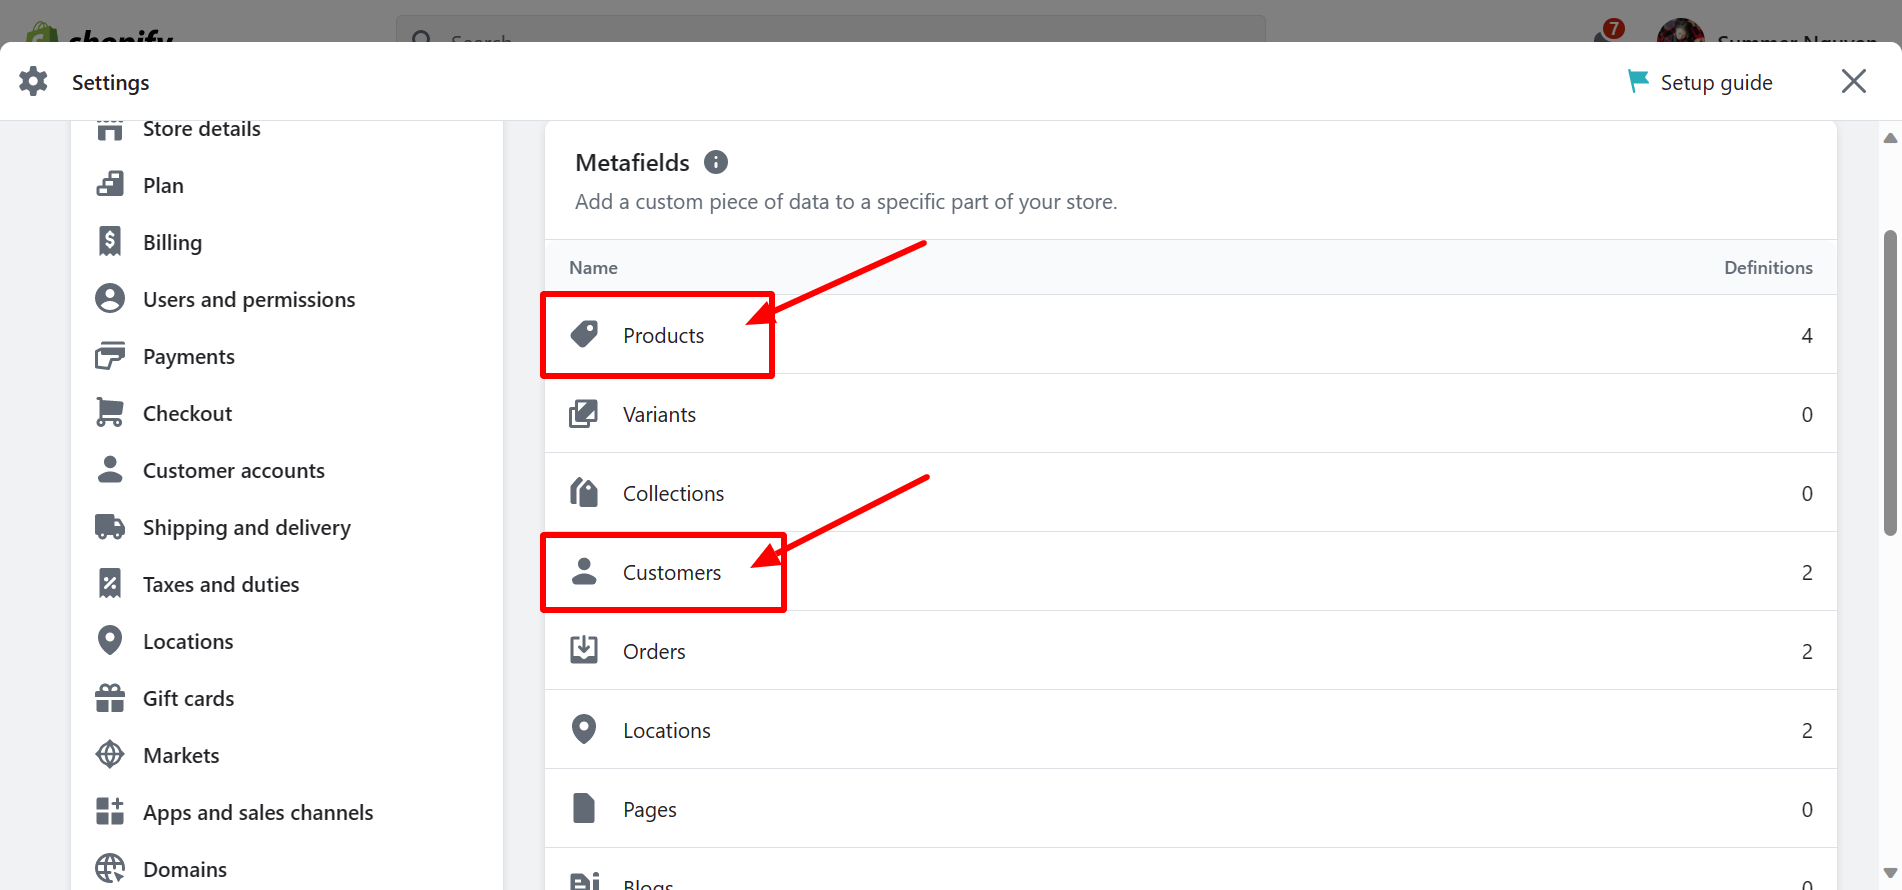 shopify
Search
7
Summer Nguyen
Settings
Setup guide
Store details
Plan
Billing
Users and permissions
Payments
Checkout
Customer accounts
Shipping and delivery
Taxes and duties
Locations
Gift cards
Markets
Apps and sales channels
Domains
Metafields
Add a custom piece of data to a specific part of your store.
Name Definitions
Products 4
Variants 0
Collections 0
Customers 2
Orders 2
Locations 2
Pages 0
Blogs 0